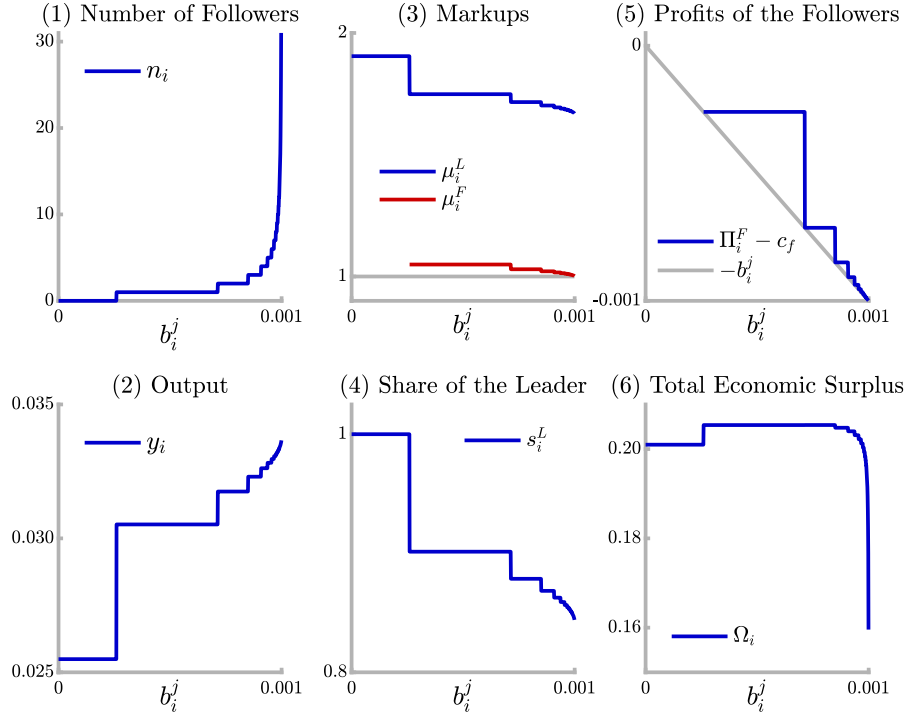 (1) Number of Followers
30
20
10
0
n_i
0
0.001
b_i^j
(3) Markups
2
1
μ_i^L
μ_i^F
0
0.001
b_i^j
(5) Profits of the Followers
0
-0.001
Π_i^F − c_f
−b_i^j
0
0.001
b_i^j
(2) Output
0.035
0.030
0.025
y_i
0
0.001
b_i^j
(4) Share of the Leader
1
0.8
s_i^L
0
0.001
b_i^j
(6) Total Economic Surplus
0.20
0.18
0.16
Ω_i
0
0.001
b_i^j